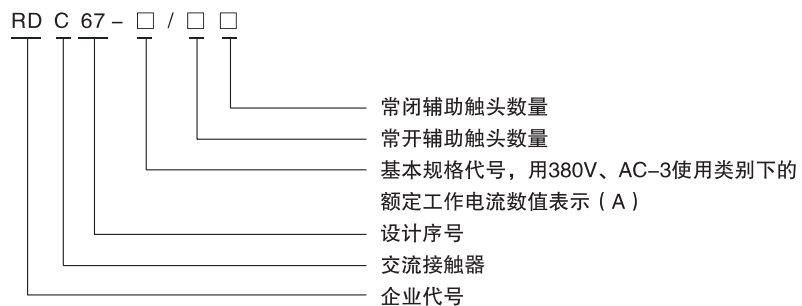 RD C 67-□/□□
常闭辅助触头数量
常开辅助触头数量
基本规格代号，用380V、AC-3使用类别下的
额定工作电流数值表示（A）
设计序号
交流接触器
企业代号